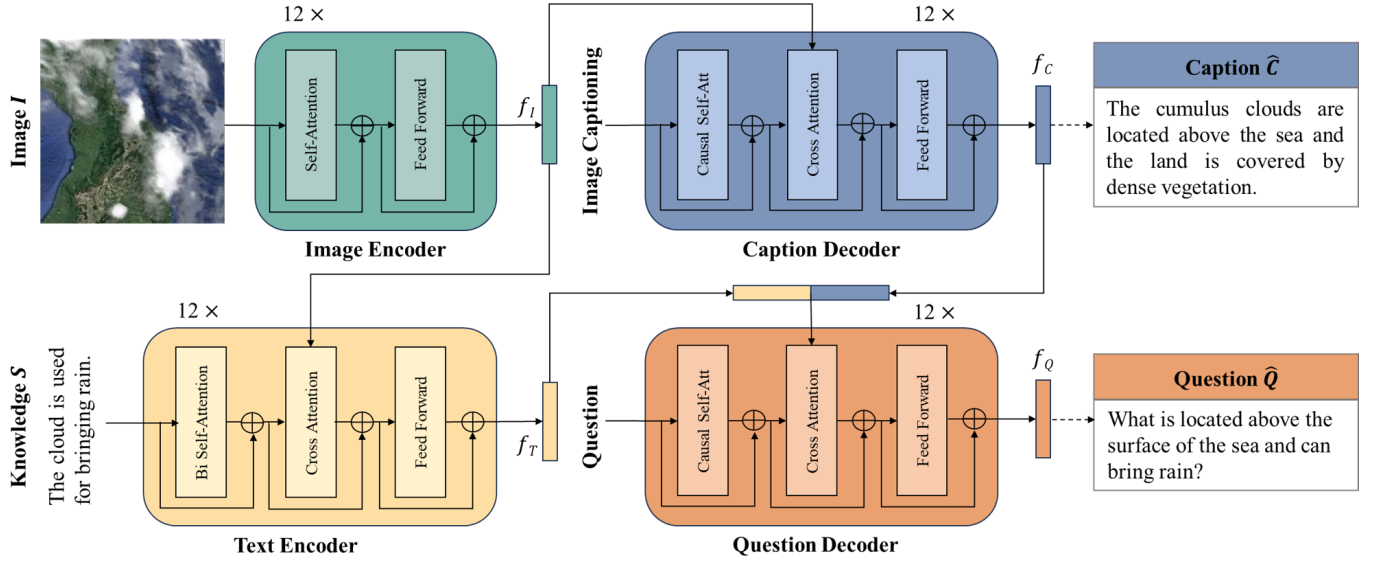 12 ×
Image I
Self-Attention
Feed Forward
f_I
Image Encoder
Image Captioning
12 ×
Causal Self-Att
Cross Attention
Feed Forward
f_C
Caption Decoder
Caption Ĉ
The cumulus clouds are
located above the sea and
the land is covered by
dense vegetation.
12 ×
Knowledge S
The cloud is used
for bringing rain.
Bi Self-Attention
Cross Attention
Feed Forward
f_T
Text Encoder
Question
12 ×
Causal Self-Att
Cross Attention
Feed Forward
f_Q
Question Decoder
Question Q̂
What is located above the
surface of the sea and can
bring rain?